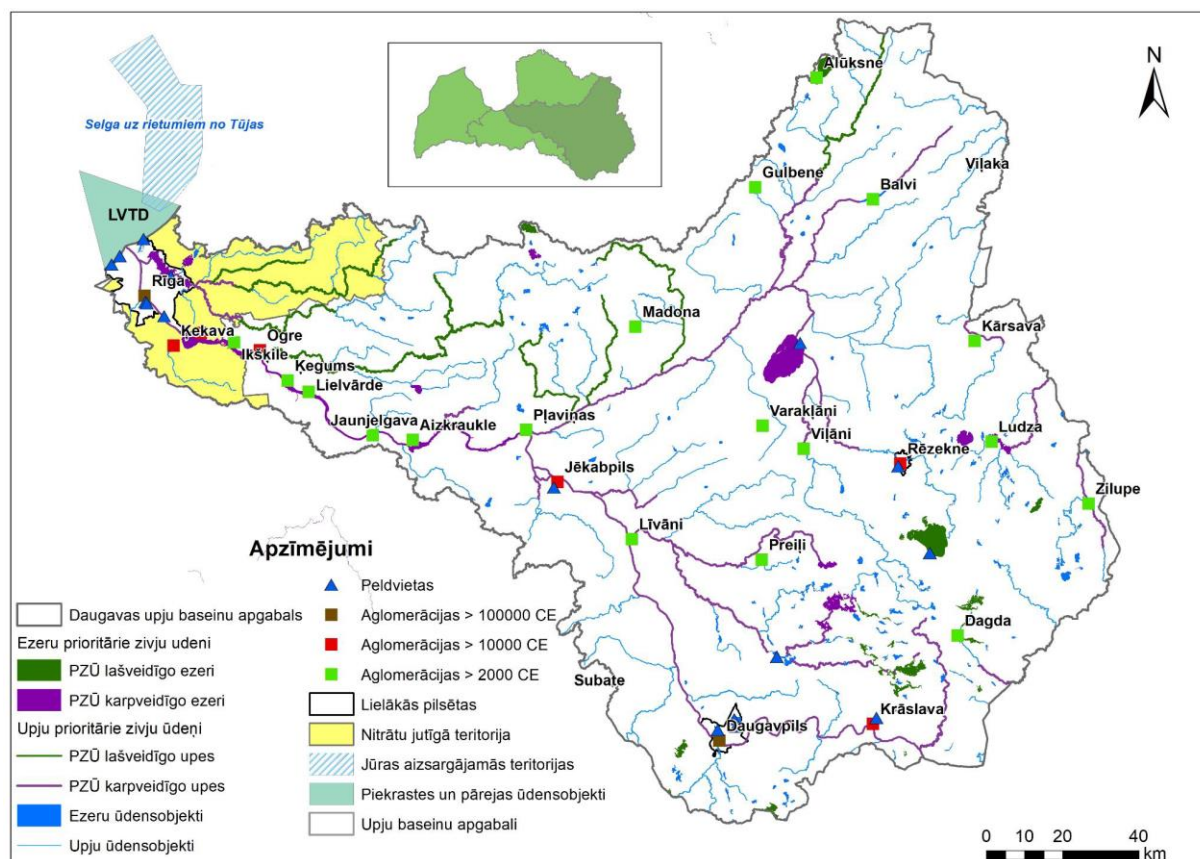 N
Alūksne
Selga uz rietumiem no Tūjas
Viļaka
Gulbene
Balvi
LVTD
Rīga
Madona
Kārsava
Ķekava
Ogre
Ikšķile
Ķegums
Lielvārde
Varakļāni
Jaunjelgava
Aizkraukle
Pļaviņas
Viļāni
Ludza
Rēzekne
Jēkabpils
Zilupe
Līvāni
Preiļi
Dagda
Subate
Krāslava
Daugavpils
Apzīmējumi
Daugavas upju baseinu apgabals
Ezeru prioritārie zivju udeni
PZŪ lašveidīgo ezeri
PZŪ karpveidīgo ezeri
Upju prioritārie zivju ūdeņi
PZŪ lašveidīgo upes
PZŪ karpveidīgo upes
Ezeru ūdensobjekti
Upju ūdensobjekti
Peldvietas
Aglomerācijas > 100000 CE
Aglomerācijas > 10000 CE
Aglomerācijas > 2000 CE
Lielākās pilsētas
Nitrātu jutīgā teritorija
Jūras aizsargājamās teritorijas
Piekrastes un pārejas ūdensobjekti
Upju baseinu apgabali
0 10 20 40
km